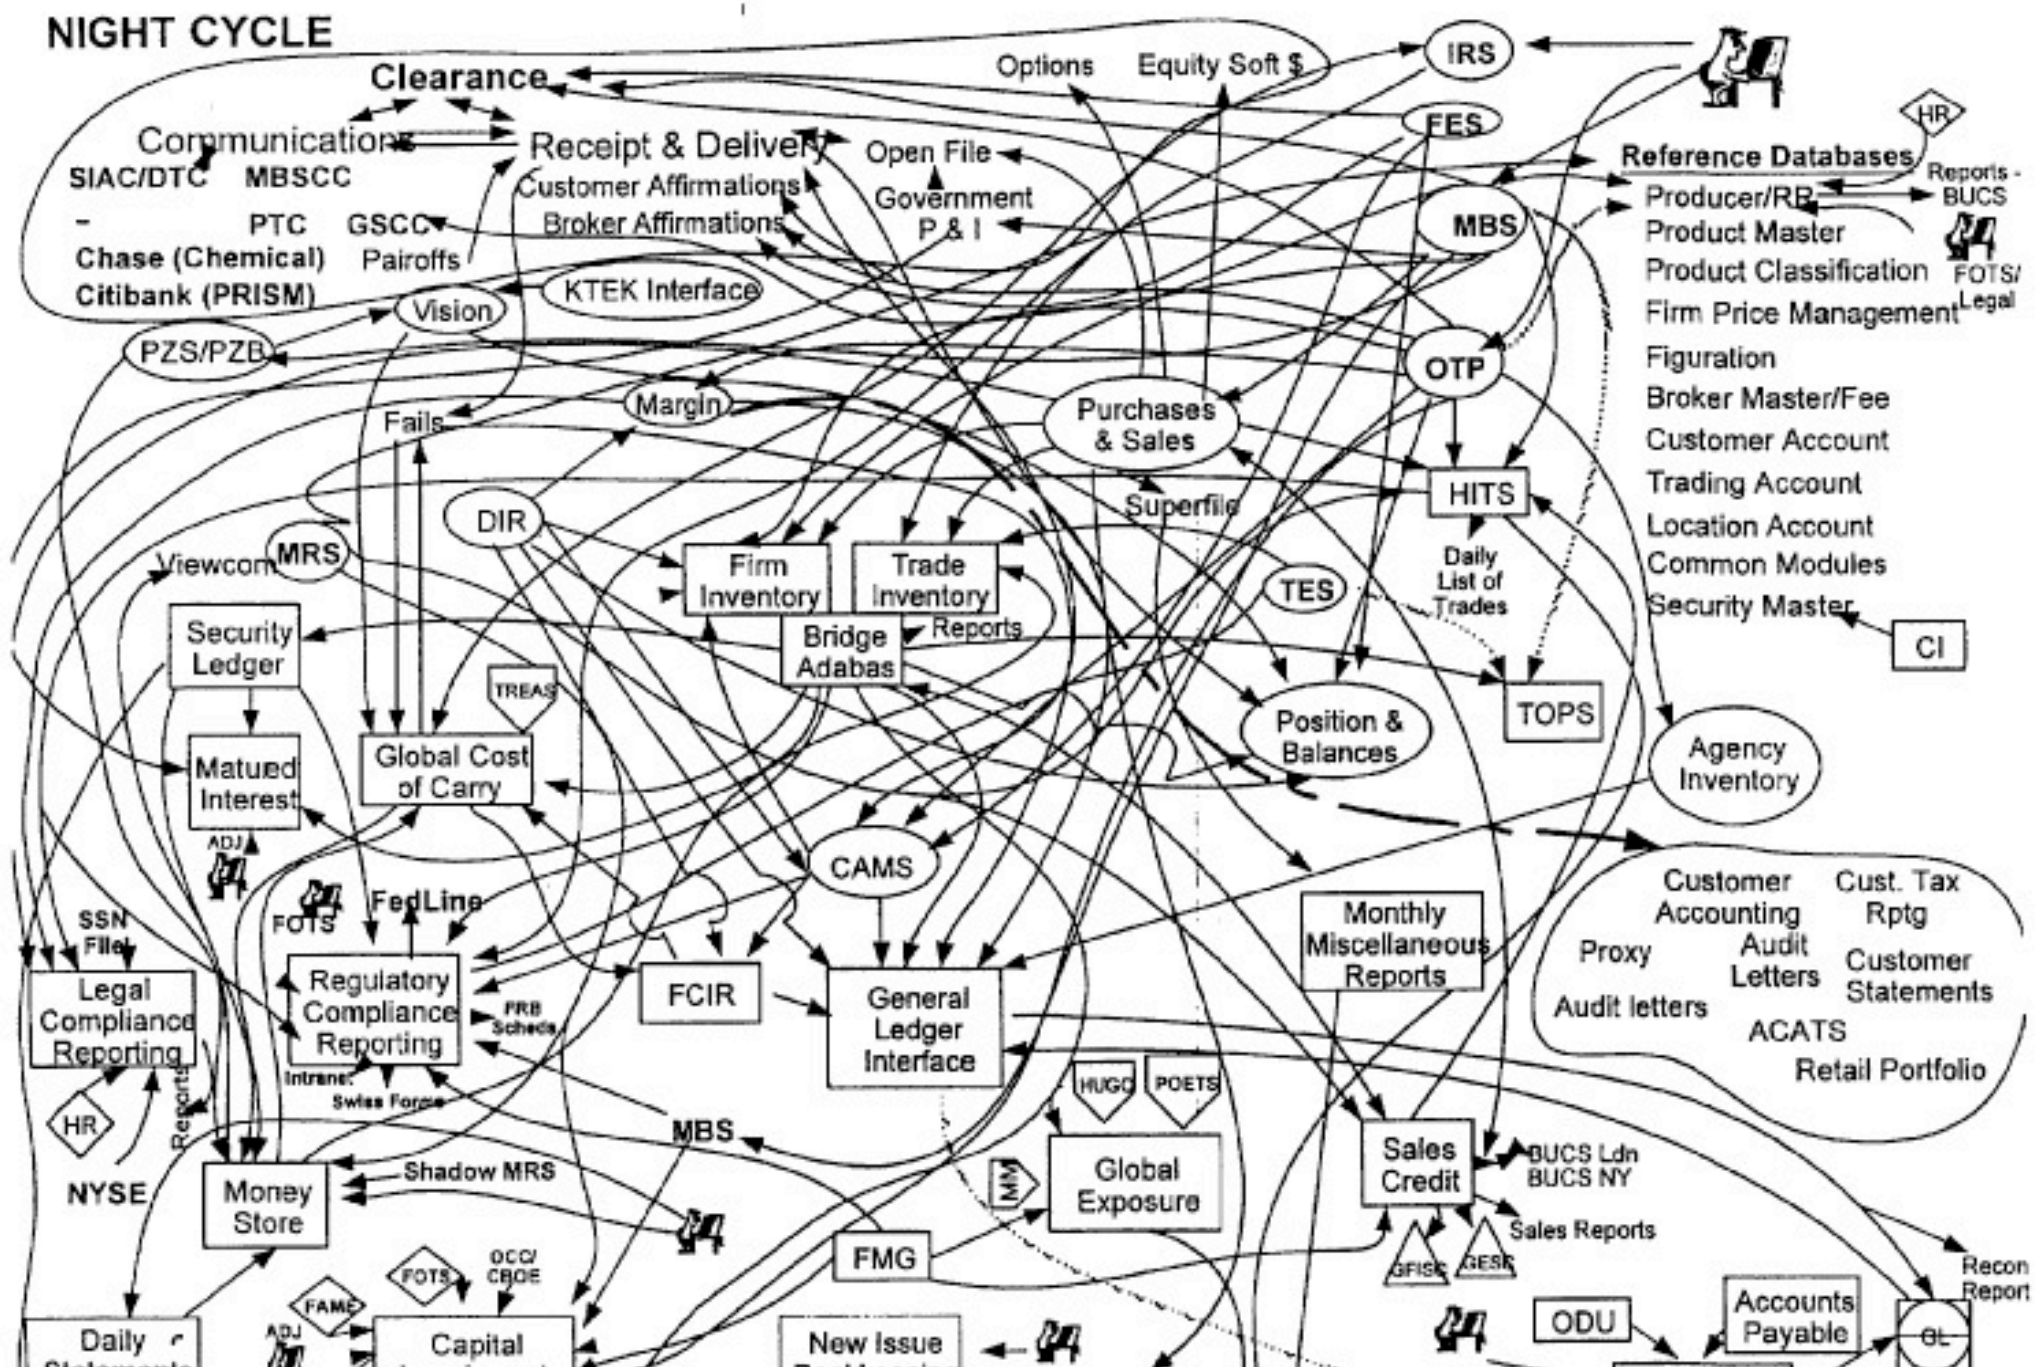 NIGHT CYCLE
Clearance
Communications
SIAC/DTC MBSCC
–
PTC GSCC
Chase (Chemical) Pairoffs
Citibank (PRISM)
Receipt & Delivery
Customer Affirmations
Broker Affirmations
Open File
Government
P & I
Options
Equity Soft $
IRS
FES
MBS
HR
Reference Databases
Producer/RR
Product Master
Product Classification
Firm Price Management
Figuration
Broker Master/Fee
Customer Account
Trading Account
Location Account
Common Modules
Security Master
Reports -
BUCS
FOTS/
Legal
CI
Vision
KTEK Interface
PZS/PZB
OTP
Margin
Purchases
& Sales
Fails
HITS
Superfile
DIR
Daily
List of
Trades
MRS
Viewcom
Firm
Inventory
Trade
Inventory
TES
Bridge
Adabas
Reports
Security
Ledger
TREAS
TOPS
Position &
Balances
Agency
Inventory
Matured
Interest
Global Cost
of Carry
ADJ
CAMS
FOTS
FedLine
SSN
File
Customer
Accounting
Cust. Tax
Rptg
Proxy
Audit
Letters
Customer
Statements
Audit letters
ACATS
Retail Portfolio
Monthly
Miscellaneous
Reports
Legal
Compliance
Reporting
Regulatory
Compliance
Reporting
FRB
Scheds
Intranet
Swiss Forms
FCIR
General
Ledger
Interface
HUGO
POETS
HR
Reports
NYSE
MBS
Shadow MRS
Money
Store
MM
Global
Exposure
Sales
Credit
BUCS Ldn
BUCS NY
Sales Reports
GFISC
GESC
FMG
FOTS
OCC/
CBOE
FAME
ADJ
Daily
Statements
Capital
New Issue
ODU
Accounts
Payable
Recon
Report
GL